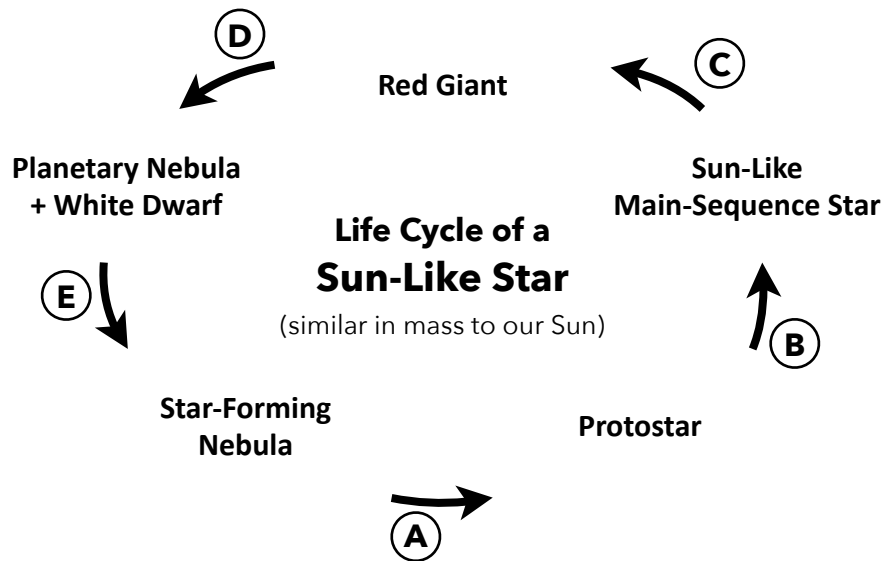 D
C
Red Giant
Planetary Nebula
+ White Dwarf
Sun-Like
Main-Sequence Star
Life Cycle of a
Sun-Like Star
(similar in mass to our Sun)
E
B
Star-Forming
Nebula
Protostar
A